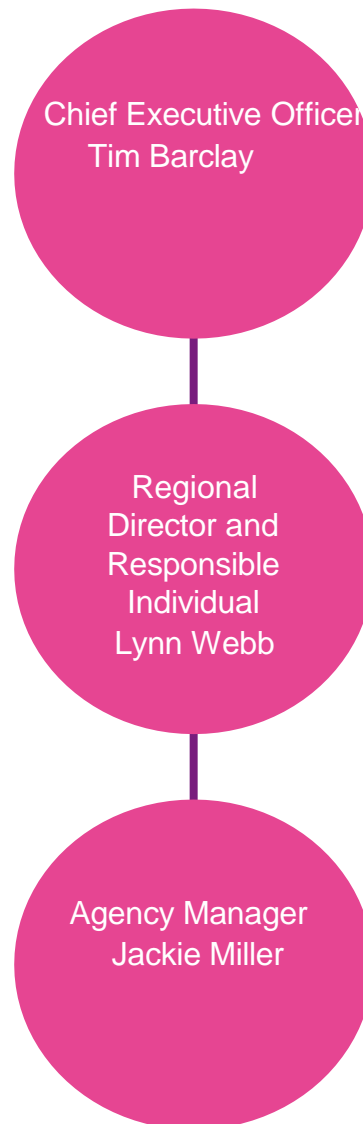 Chief Executive Officer
Tim Barclay
Regional
Director and
Responsible
Individual
Lynn Webb
Agency Manager
Jackie Miller